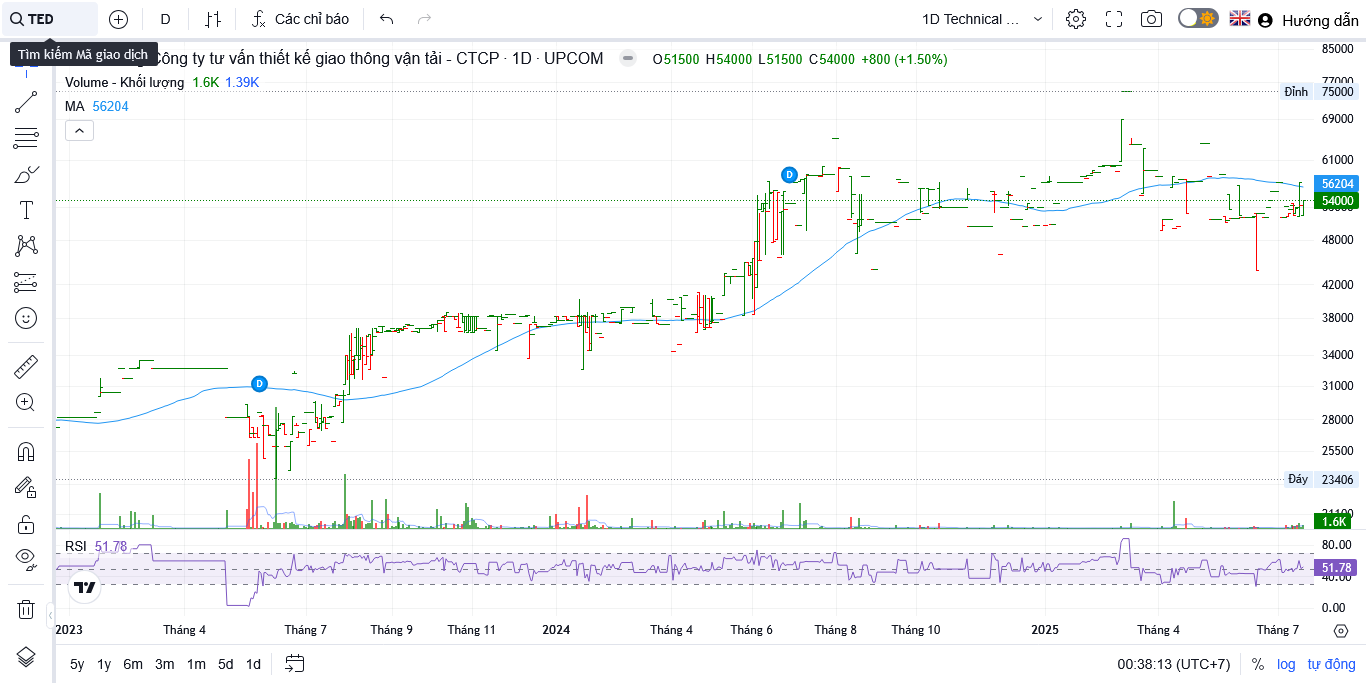 TED
D
Các chỉ báo
1D Technical ...
Hướng dẫn
Tìm kiếm Mã giao dịch
Công ty tư vấn thiết kế giao thông vận tải - CTCP · 1D · UPCOM
O51500 H54000 L51500 C54000 +800 (+1.50%)
Volume - Khối lượng 1.6K 1.39K
MA 56204
85000
77000
Đỉnh 75000
69000
61000
56204
54000
48000
42000
38000
34000
31000
28000
25500
Đáy 23406
1.6K
D
D
RSI 51.78
80.00
51.78
40.00
0.00
2023
Tháng 4
Tháng 7
Tháng 9
Tháng 11
2024
Tháng 4
Tháng 6
Tháng 8
Tháng 10
2025
Tháng 4
Tháng 7
5y 1y 6m 3m 1m 5d 1d
00:38:13 (UTC+7)
% log tự động